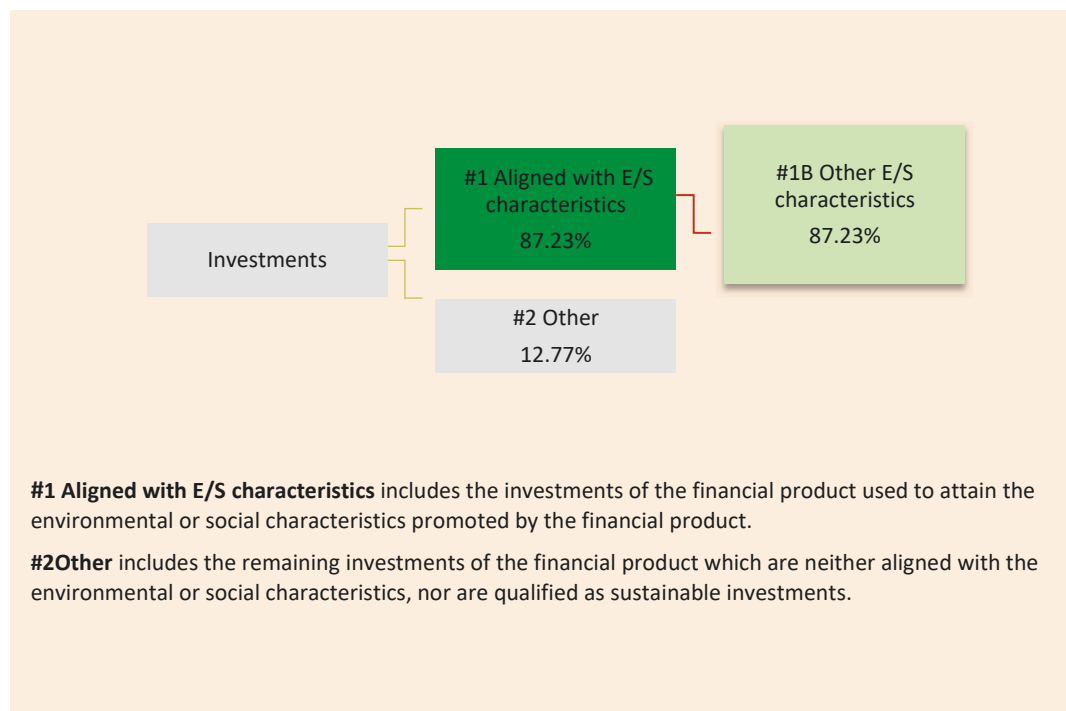 Investments
#1 Aligned with E/S
characteristics
87.23%
#1B Other E/S
characteristics
87.23%
#2 Other
12.77%
#1 Aligned with E/S characteristics includes the investments of the financial product used to attain the
environmental or social characteristics promoted by the financial product.
#2Other includes the remaining investments of the financial product which are neither aligned with the
environmental or social characteristics, nor are qualified as sustainable investments.